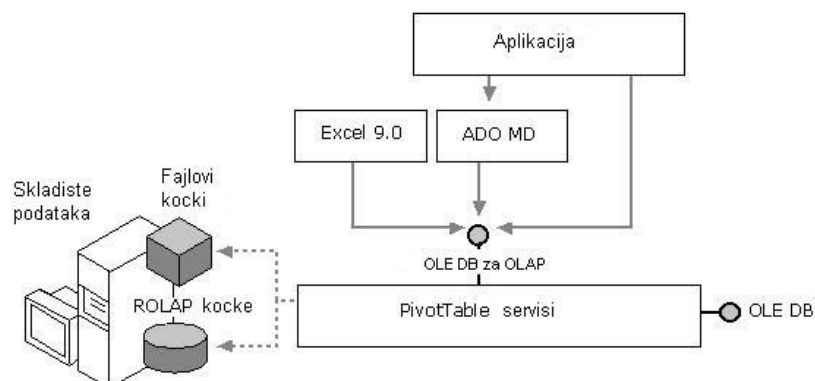 Aplikacija
Excel 9.0
ADO MD
Skladiste
podataka
Fajlovi
kocki
OLE DB za OLAP
ROLAP kocke
PivotTable servisi
OLE DB